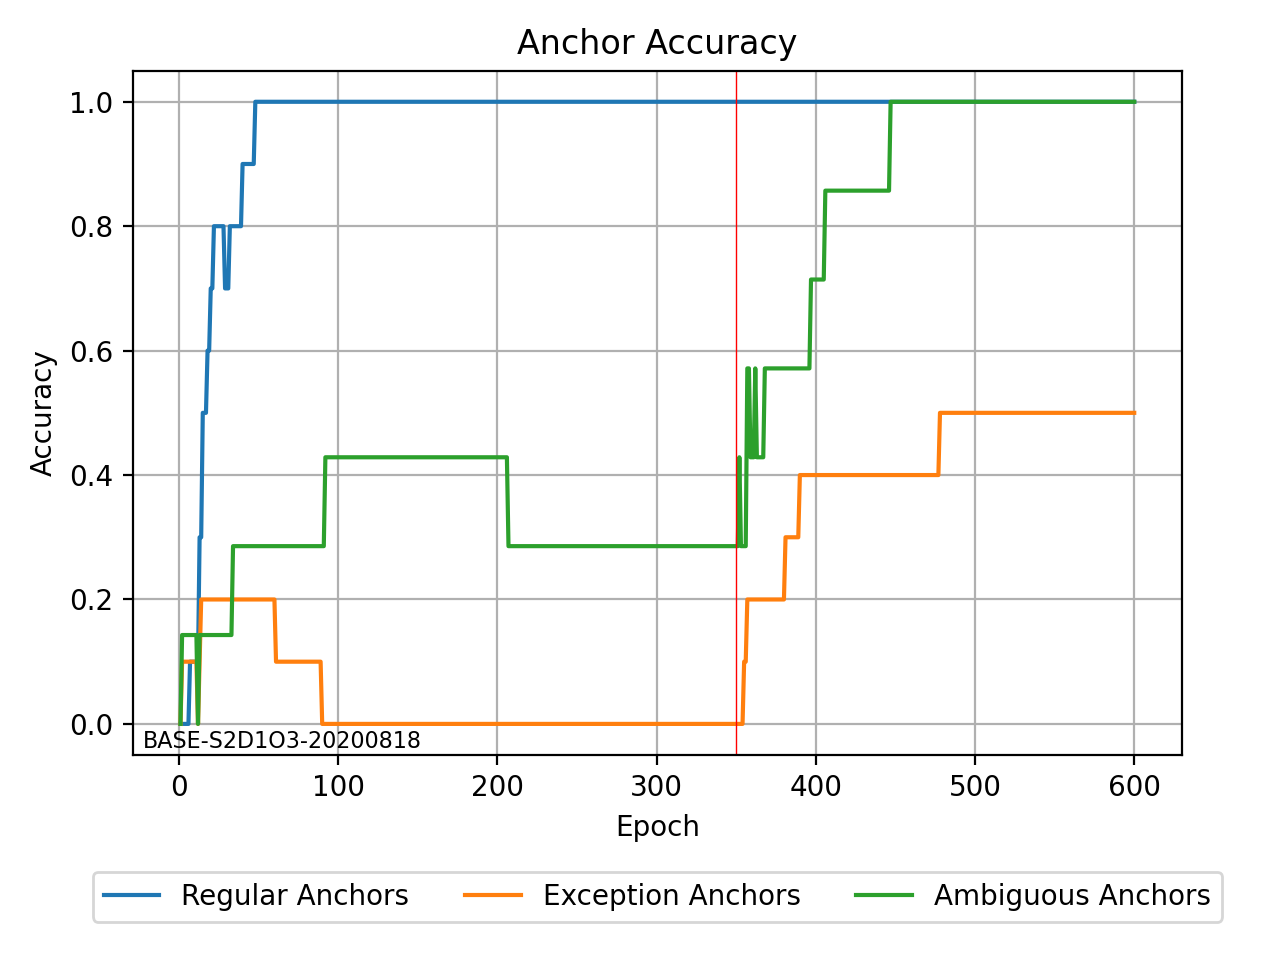 Anchor Accuracy
Accuracy
1.0
0.8
0.6
0.4
0.2
0.0
BASE-S2D1O3-20200818
0 100 200 300 400 500 600
Epoch
Regular Anchors Exception Anchors Ambiguous Anchors